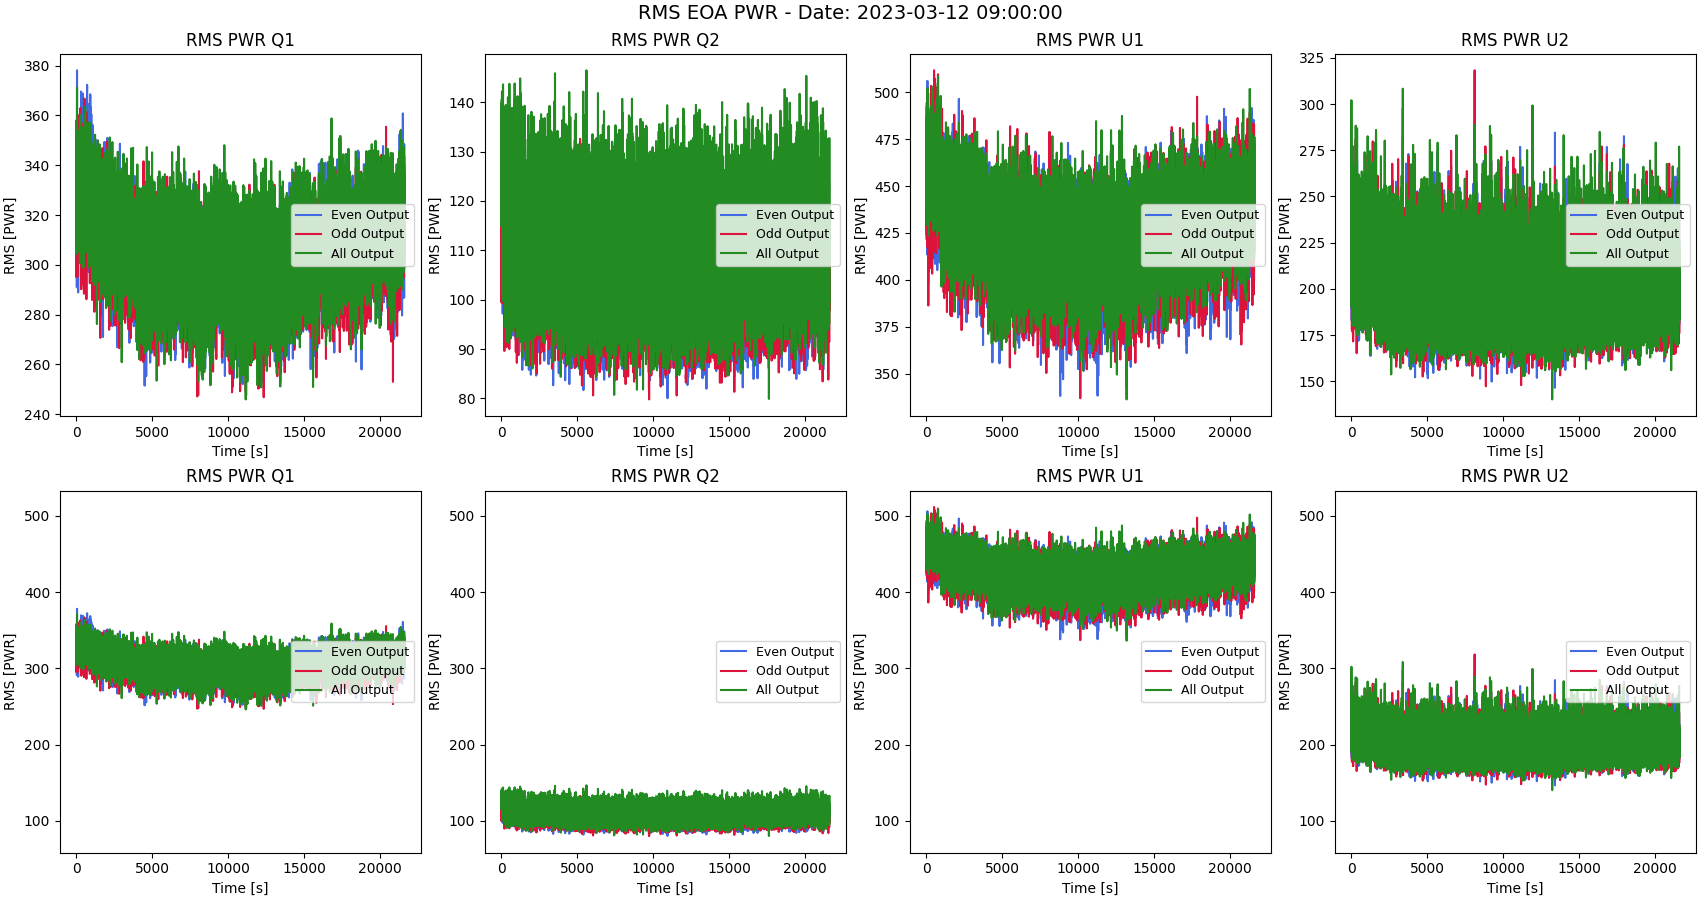 RMS EOA PWR - Date: 2023-03-12 09:00:00
RMS PWR Q1
RMS [PWR]
380
360
340
320
300
280
260
240
0 5000 10000 15000 20000
Time [s]
Even Output
Odd Output
All Output
RMS PWR Q2
RMS [PWR]
140
130
120
110
100
90
80
0 5000 10000 15000 20000
Time [s]
Even Output
Odd Output
All Output
RMS PWR U1
RMS [PWR]
500
475
450
425
400
375
350
0 5000 10000 15000 20000
Time [s]
Even Output
Odd Output
All Output
RMS PWR U2
RMS [PWR]
325
300
275
250
225
200
175
150
0 5000 10000 15000 20000
Time [s]
Even Output
Odd Output
All Output
RMS PWR Q1
RMS [PWR]
500
400
300
200
100
0 5000 10000 15000 20000
Time [s]
Even Output
Odd Output
All Output
RMS PWR Q2
RMS [PWR]
500
400
300
200
100
0 5000 10000 15000 20000
Time [s]
Even Output
Odd Output
All Output
RMS PWR U1
RMS [PWR]
500
400
300
200
100
0 5000 10000 15000 20000
Time [s]
Even Output
Odd Output
All Output
RMS PWR U2
RMS [PWR]
500
400
300
200
100
0 5000 10000 15000 20000
Time [s]
Even Output
Odd Output
All Output